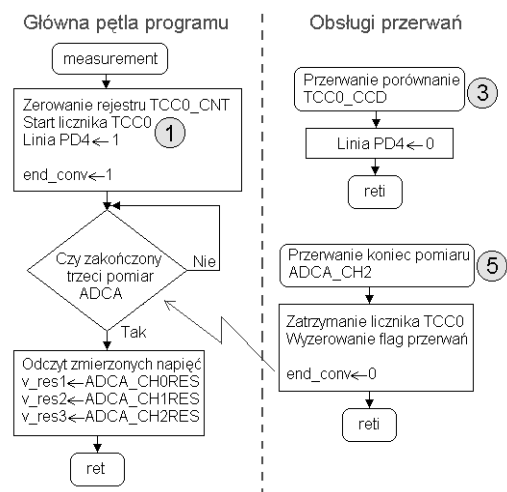 Główna pętla programu
measurement
Zerowanie rejestru TCC0_CNT
Start licznika TCC0
Linia PD4←1
1
end_conv←1
Czy zakończony
trzeci pomiar
ADCA
Nie
Tak
Odczyt zmierzonych napięć
v_res1←ADCA_CH0RES
v_res2←ADCA_CH1RES
v_res3←ADCA_CH2RES
ret
Obsługi przerwań
Przerwanie porównanie
TCC0_CCD
3
Linia PD4←0
reti
Przerwanie koniec pomiaru
ADCA_CH2
5
Zatrzymanie licznika TCC0
Wyzerowanie flag przerwań
end_conv←0
reti